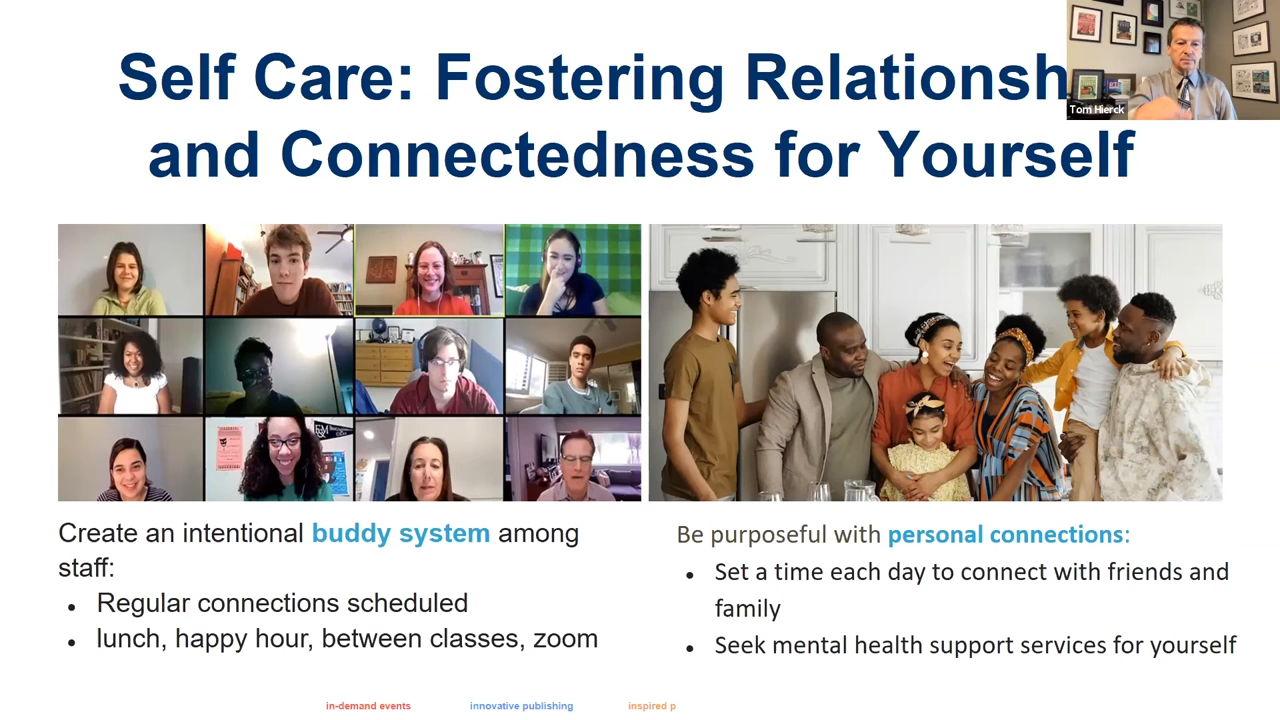 Self Care: Fostering Relationsh
Tom Hierck
and Connectedness for Yourself
F&M
Create an intentional buddy system among
staff:
• Regular connections scheduled
• lunch, happy hour, between classes, zoom
Be purposeful with personal connections:
• Set a time each day to connect with friends and
family
• Seek mental health support services for yourself
in-demand events
innovative publishing
inspired p